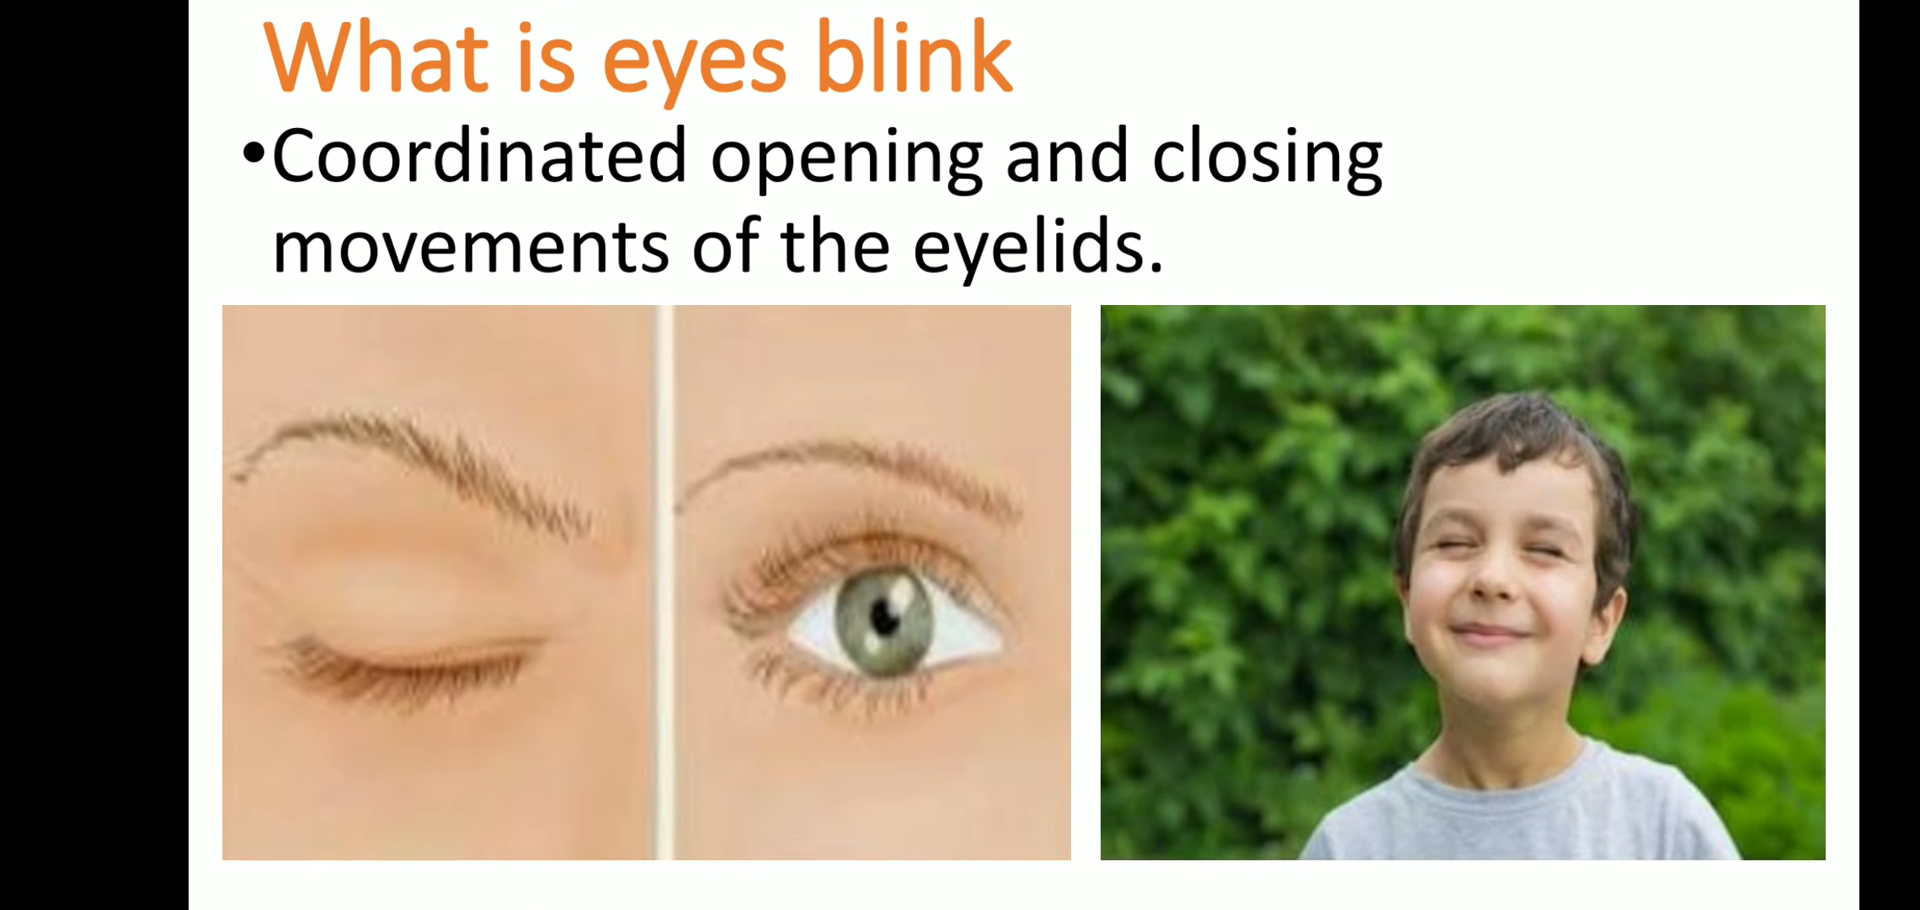 What is eyes blink
•Coordinated opening and closing
movements of the eyelids.